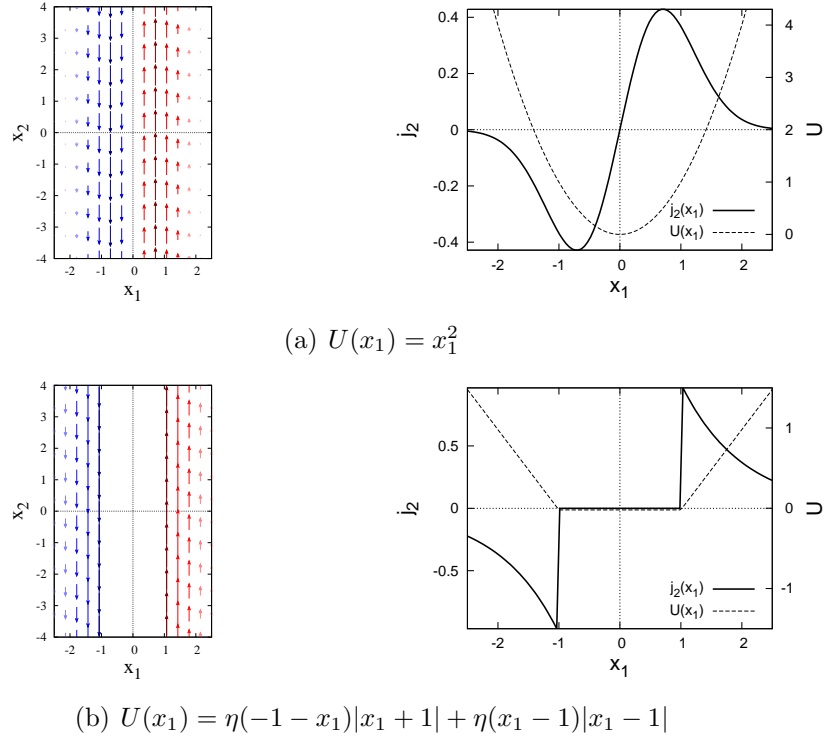 4
3
2
1
0
-1
-2
-3
-4
x₂
-2 -1 0 1 2
x₁
0.4
0.2
0
-0.2
-0.4
j₂
4
3
2
1
0
U
j₂(x₁)
U(x₁)
-2 -1 0 1 2
x₁
(a) U(x₁) = x₁²
4
3
2
1
0
-1
-2
-3
-4
x₂
-2 -1 0 1 2
x₁
0.5
0
-0.5
j₂
1
0
-1
U
j₂(x₁)
U(x₁)
-2 -1 0 1 2
x₁
(b) U(x₁) = η(−1 − x₁)|x₁ + 1| + η(x₁ − 1)|x₁ − 1|